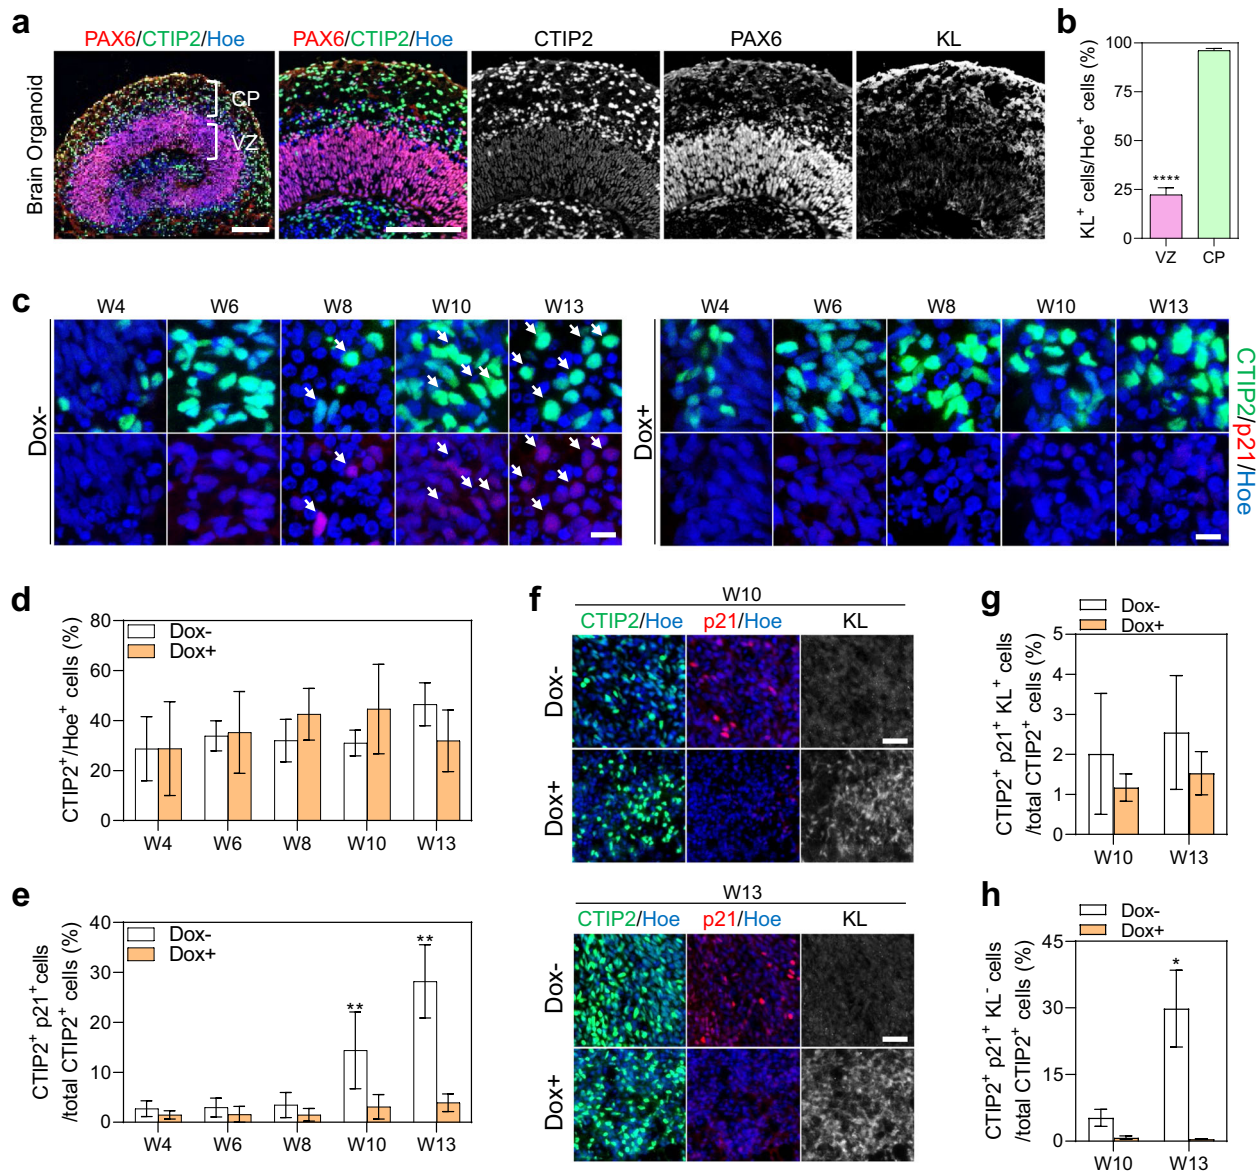 a
PAX6/CTIP2/Hoe
PAX6/CTIP2/Hoe
CTIP2
PAX6
KL
Brain Organoid
CP
VZ
b
KL⁺ cells/Hoe⁺ cells (%)
100
75
50
25
0
****
VZ
CP
c
W4
W6
W8
W10
W13
Dox-
W4
W6
W8
W10
W13
Dox+
CTIP2/p21/Hoe
d
CTIP2⁺/Hoe⁺ cells (%)
80
60
40
20
0
Dox-
Dox+
W4
W6
W8
W10
W13
e
CTIP2⁺ p21⁺cells
/total CTIP2⁺ cells (%)
40
30
20
10
0
Dox-
Dox+
**
**
W4
W6
W8
W10
W13
f
W10
CTIP2/Hoe
p21/Hoe
KL
Dox-
Dox+
W13
CTIP2/Hoe
p21/Hoe
KL
Dox-
Dox+
g
Dox-
Dox+
CTIP2⁺ p21⁺ KL⁺ cells
/total CTIP2⁺ cells (%)
5
4
3
2
1
0
W10
W13
h
Dox-
Dox+
CTIP2⁺ p21⁺ KL⁻ cells
/total CTIP2⁺ cells (%)
45
30
15
0
*
W10
W13